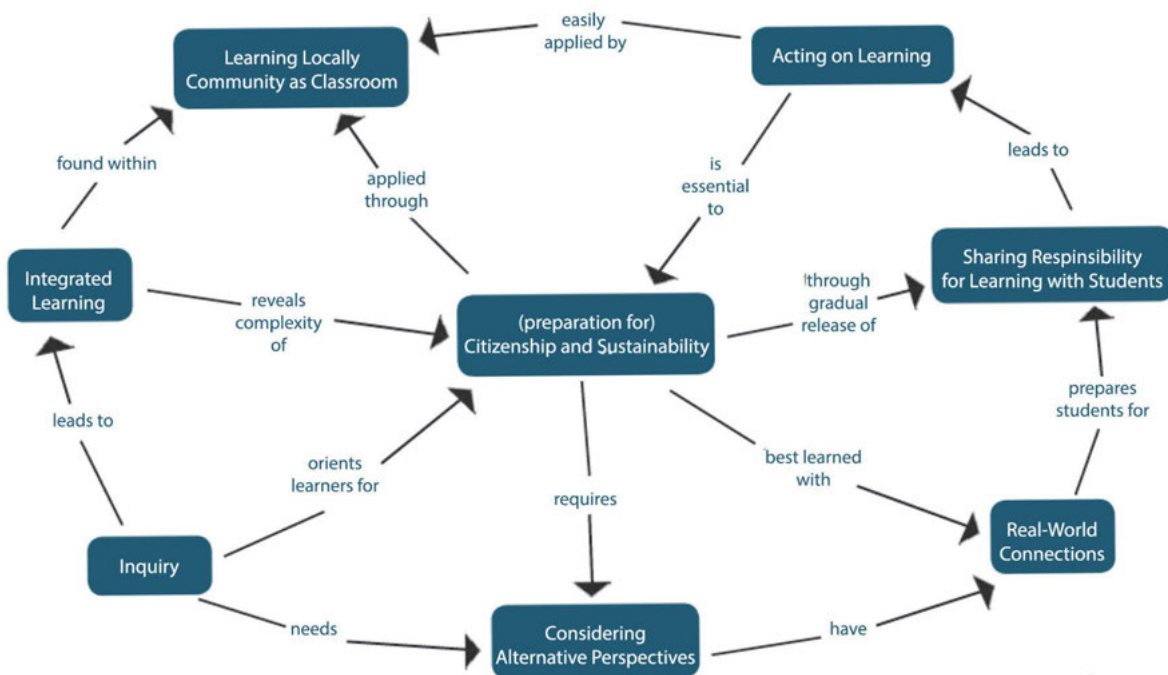 easily
applied by
Learning Locally
Community as Classroom
Acting on Learning
found within
applied
through
is
essential
to
leads to
Integrated
Learning
reveals
complexity
of
(preparation for)
Citizenship and Sustainability
through
gradual
release of
Sharing Respinsibility
for Learning with Students
leads to
orients
learners for
requires
best learned
with
prepares
students for
Inquiry
Real-World
Connections
needs
Considering
Alternative Perspectives
have